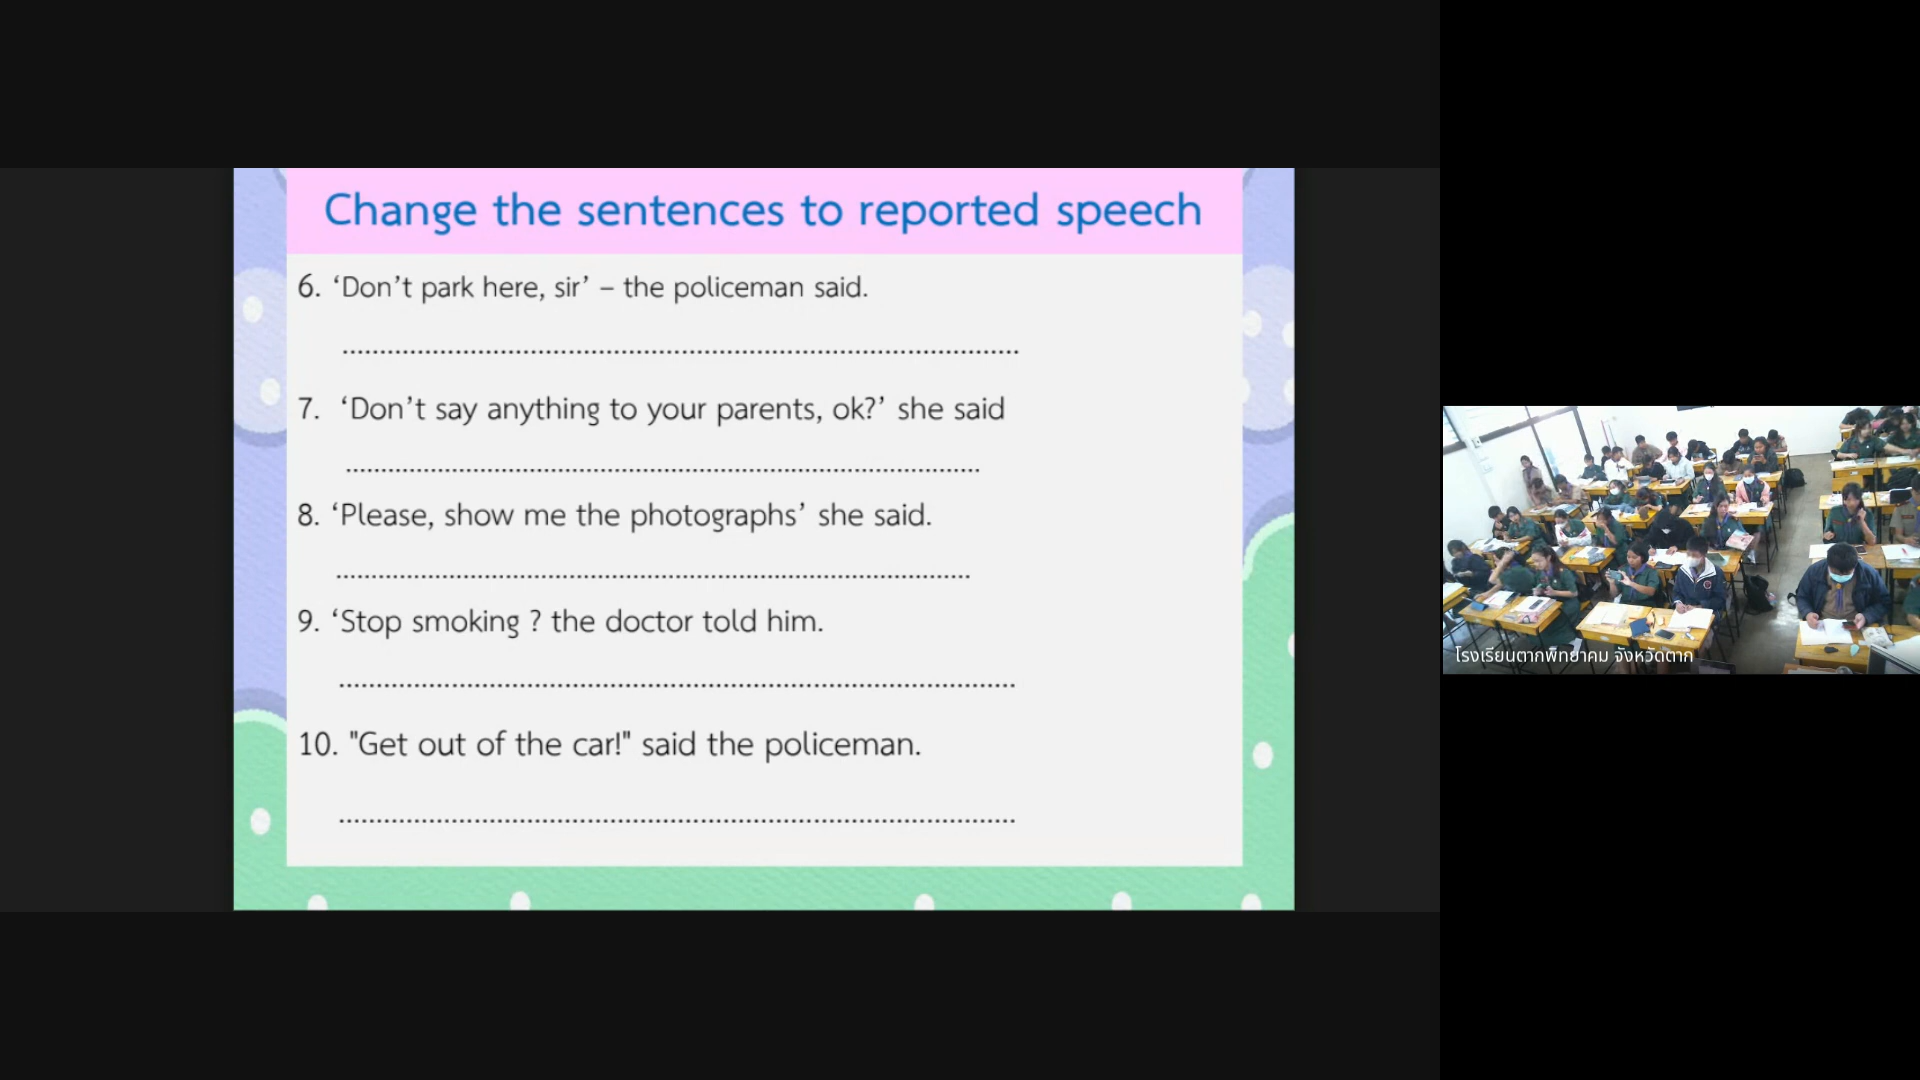 Change the sentences to reported speech
6. ‘Don’t park here, sir’ – the policeman said.
..........................................................................................
7. ‘Don’t say anything to your parents, ok?’ she said
....................................................................................
8. ‘Please, show me the photographs’ she said.
....................................................................................
9. ‘Stop smoking ? the doctor told him.
..........................................................................................
10. "Get out of the car!" said the policeman.
..........................................................................................
โรงเรียนตากพิทยาคม จังหวัดตาก